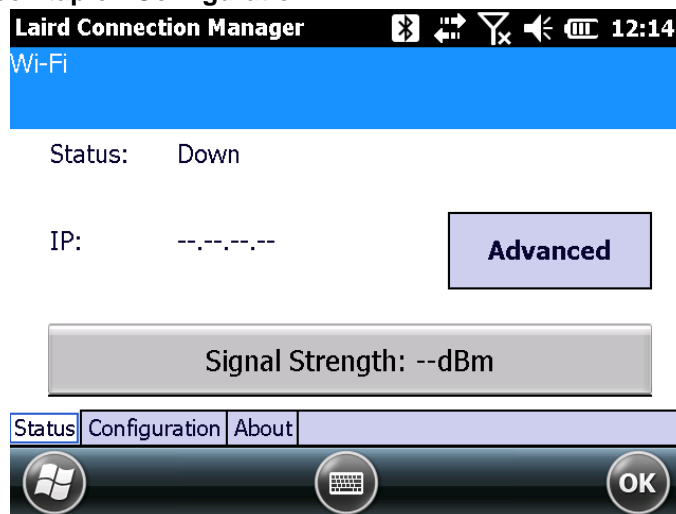 Laird Connection Manager 12:14
Wi-Fi
Status: Down
IP: --.--.--.--
Advanced
Signal Strength: --dBm
Status Configuration About
OK